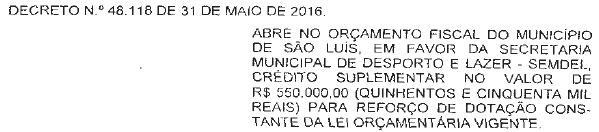 DECRETO N.º 48.118 DE 31 DE MAIO DE 2016.
ABRE NO ORÇAMENTO FISCAL DO MUNICÍPIO
DE SÃO LUÍS, EM FAVOR DA SECRETARIA
MUNICIPAL DE DESPORTO E LAZER - SEMDEL,
CRÉDITO SUPLEMENTAR NO VALOR DE
R$ 550.000,00 (QUINHENTOS E CINQUENTA MIL
REAIS) PARA REFORÇO DE DOTAÇÃO CONS-
TANTE DA LEI ORÇAMENTÁRIA VIGENTE.